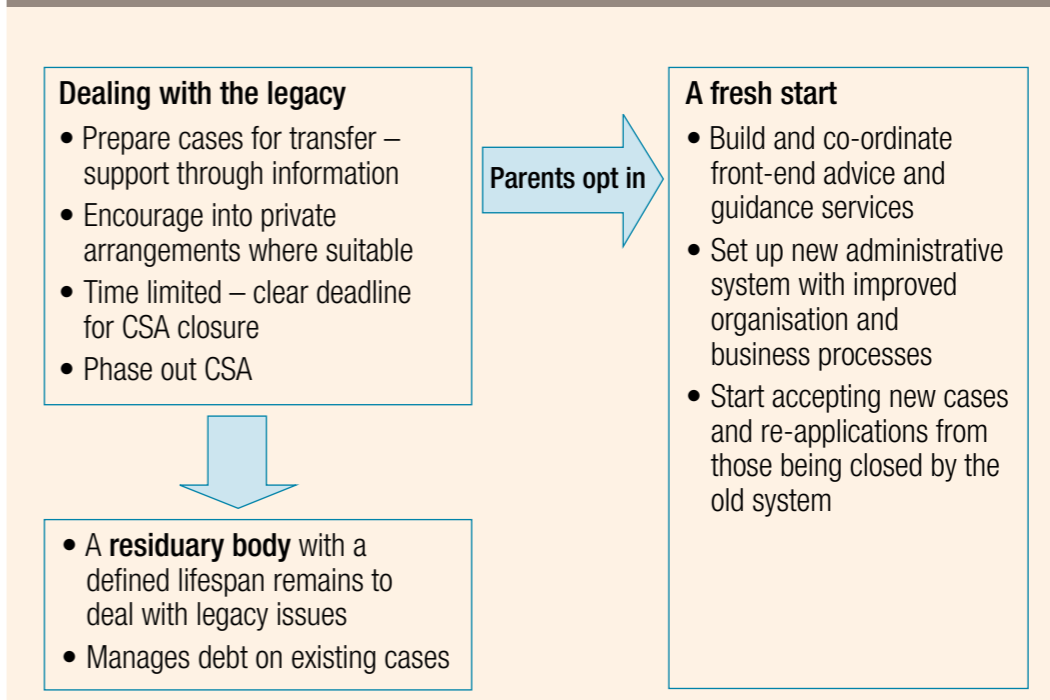 Dealing with the legacy
• Prepare cases for transfer –
support through information
• Encourage into private
arrangements where suitable
• Time limited – clear deadline
for CSA closure
• Phase out CSA
Parents opt in
A fresh start
• Build and co-ordinate
front-end advice and
guidance services
• Set up new administrative
system with improved
organisation and
business processes
• Start accepting new cases
and re-applications from
those being closed by the
old system
• A residuary body with a
defined lifespan remains to
deal with legacy issues
• Manages debt on existing cases